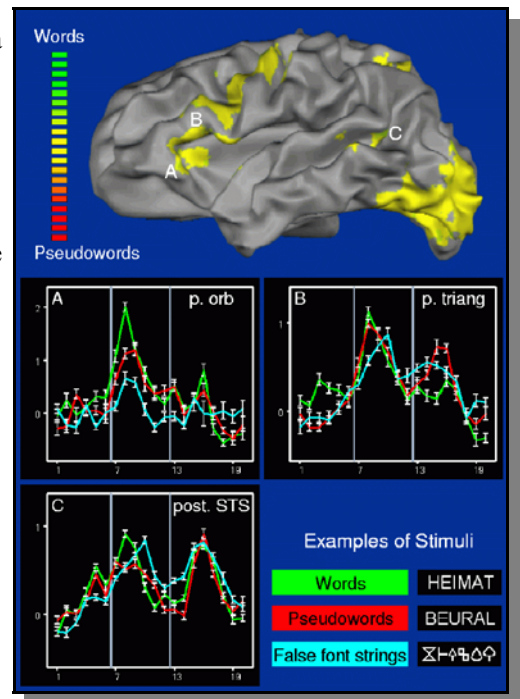 Words
Pseudowords
A
B
C
A
p. orb
2
1
0
1
7
13
19
B
p. triang
1
0
1
7
13
19
C
post. STS
1
0
1
7
13
19
Examples of Stimuli
Words HEIMAT
Pseudowords BEURAL
False font strings